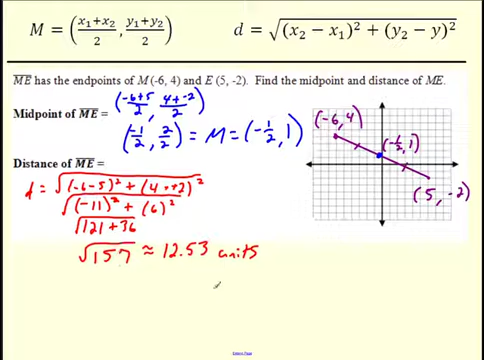 M = (x₁+x₂/2, y₁+y₂/2) d = √(x₂ − x₁)² + (y₂ − y)²
ME has the endpoints of M(-6, 4) and E (5, -2). Find the midpoint and distance of ME.
Midpoint of ME = (-6+5/2, 4+-2/2)
(-1/2, 2/2) = M = (-1/2, 1)
(-6,4)
(-1/2,1)
(5,-2)
Distance of ME =
d = √(-6-5)² + (4-+2)²
√(-11)² + (6)²
√121+36
√157 ≈ 12.53 units